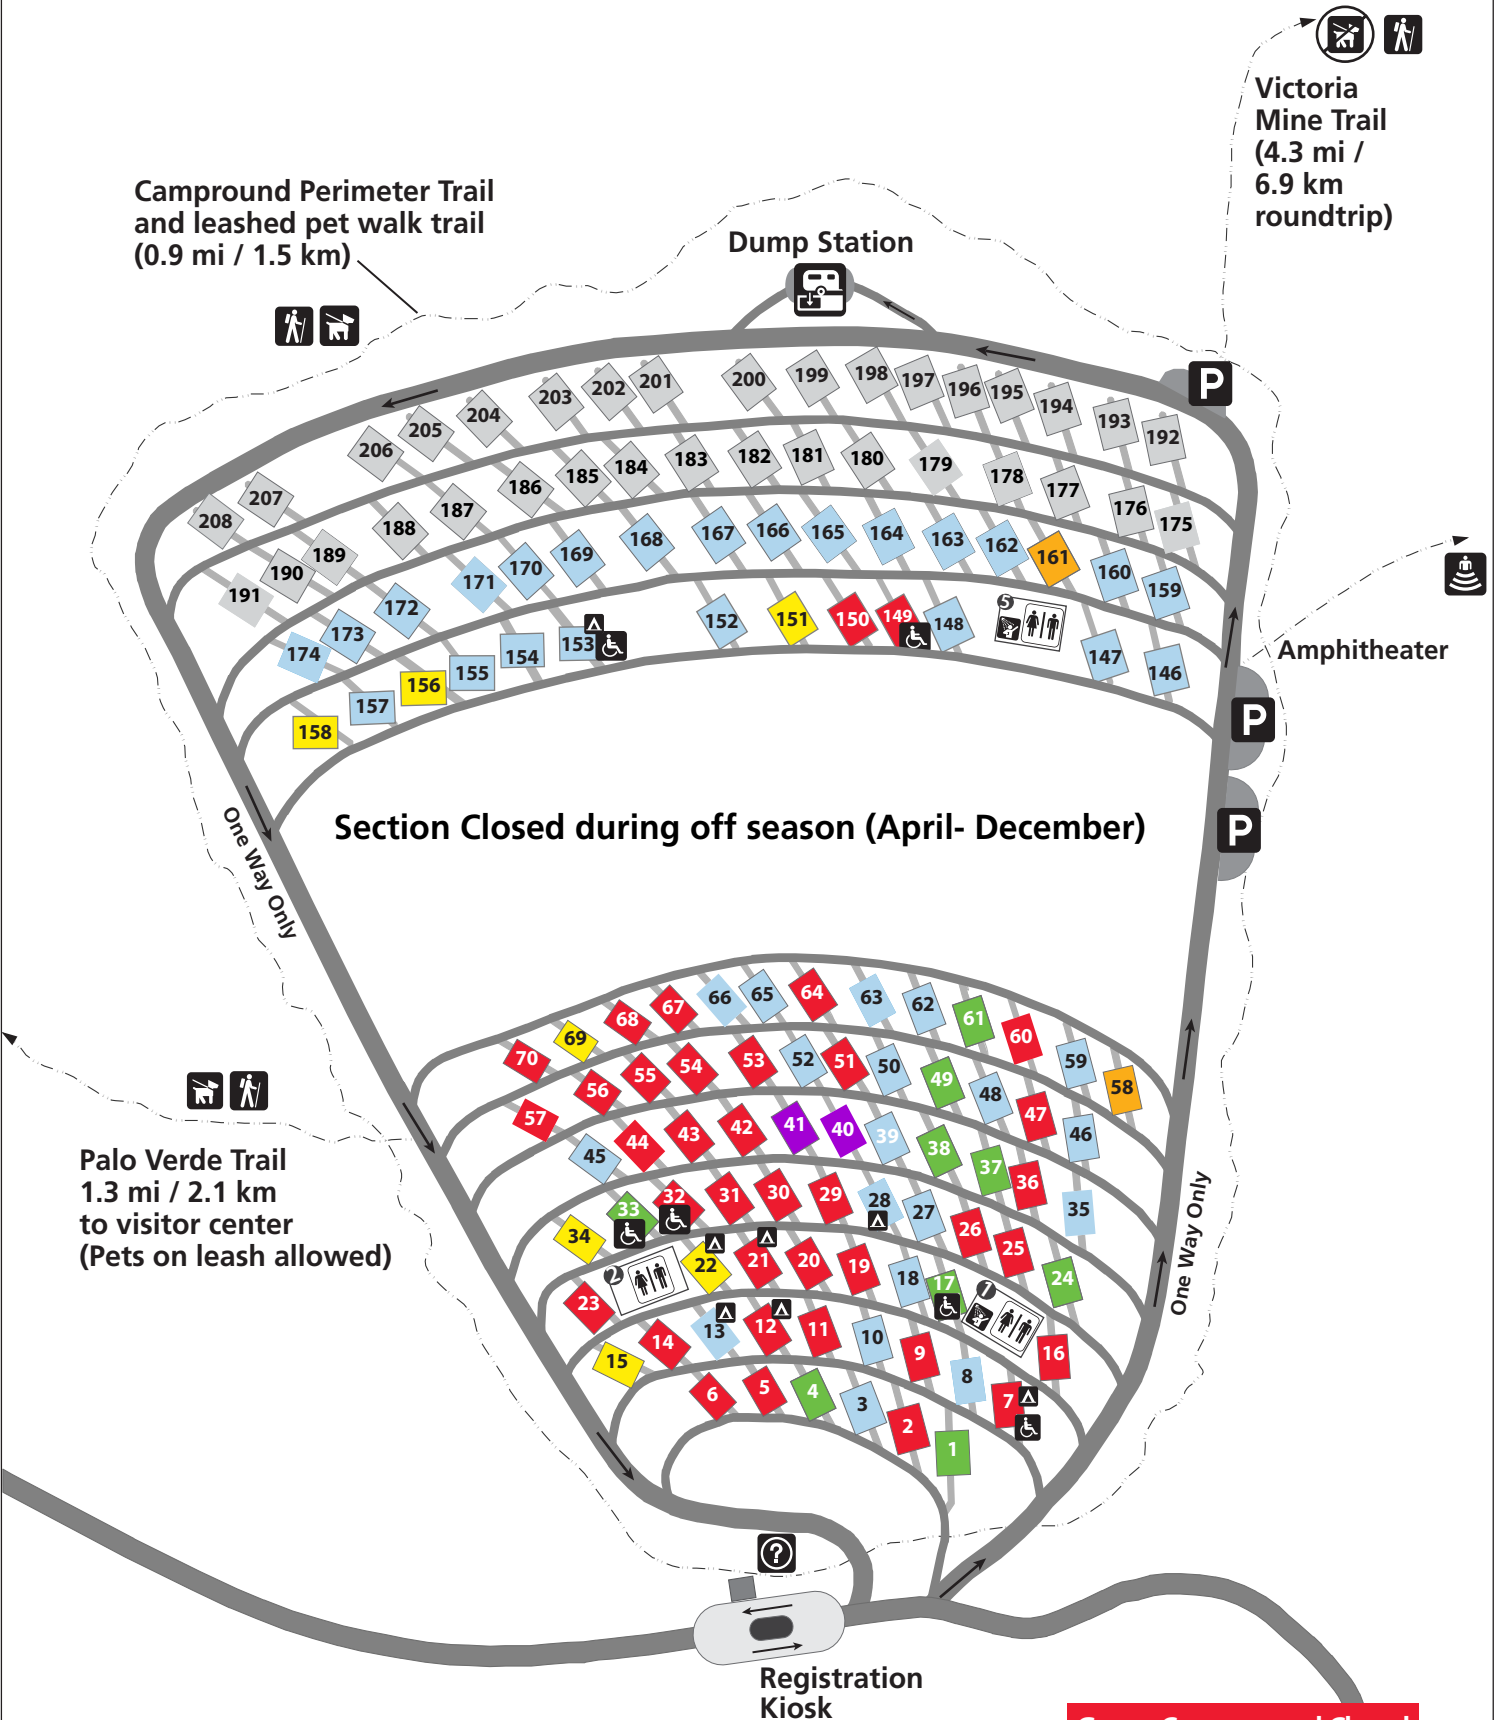 Victoria
Mine Trail
(4.3 mi /
6.9 km
roundtrip)
Campround Perimeter Trail
and leashed pet walk trail
(0.9 mi / 1.5 km)
Dump Station
P
208 207 206 205 204 203 202 201 200 199 198 197 196 195 194 193 192
191 190 189 188 187 186 185 184 183 182 181 180 179 178 177 176 175
174 173 172 171 170 169 168 167 166 165 164 163 162 161 160 159
158 157 156 155 154 153 152 151 150 149 148 5 147 146
Amphitheater
P
P
One Way Only
Section Closed during off season (April- December)
70 69 68 67 66 65 64 63 62 61 60 59 58
57 56 55 54 53 52 51 50 49 48 47 46
45 44 43 42 41 40 39 38 37 36 35
34 33 32 31 30 29 28 27 26 25 24
23 2 22 21 20 19 18 17 1 16
15 14 13 12 11 10 9 8 7
6 5 4 3 2 1
Palo Verde Trail
1.3 mi / 2.1 km
to visitor center
(Pets on leash allowed)
One Way Only
?
Registration
Kiosk